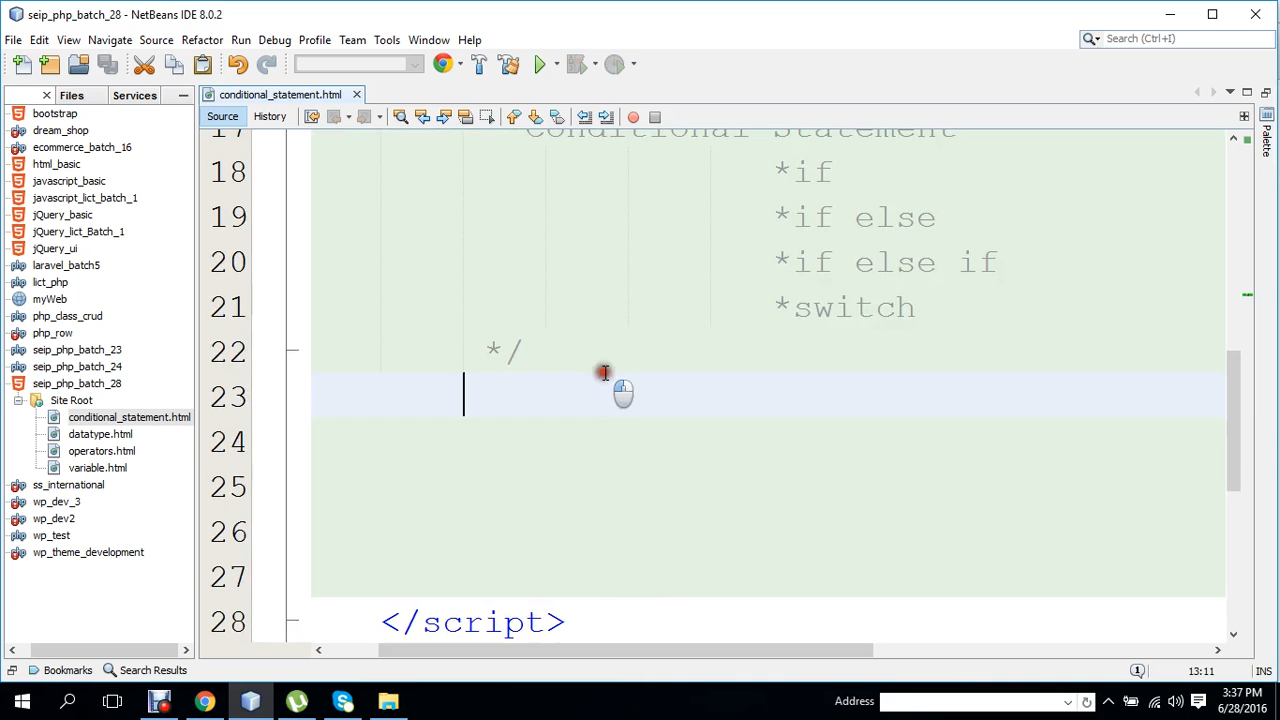 seip_php_batch_28 - NetBeans IDE 8.0.2
File Edit View Navigate Source Refactor Run Debug Profile Team Tools Window Help
Search (Ctrl+I)
Files Services
conditional_statement.html
Source History
Palette
bootstrap
dream_shop
ecommerce_batch_16
html_basic
javascript_basic
javascript_lict_batch_1
jQuery_basic
jQuery_lict_Batch_1
jQuery_ui
laravel_batch5
lict_php
myWeb
php_class_crud
php_row
seip_php_batch_23
seip_php_batch_24
seip_php_batch_28
Site Root
conditional_statement.html
datatype.html
operators.html
variable.html
ss_international
wp_dev_3
wp_dev2
wp_test
wp_theme_development
17 Conditional Statement
18 *if
19 *if else
20 *if else if
21 *switch
22 */
23
24
25
26
27
28 </script>
Bookmarks Search Results
1 13:11 INS
Address
3:37 PM
6/28/2016